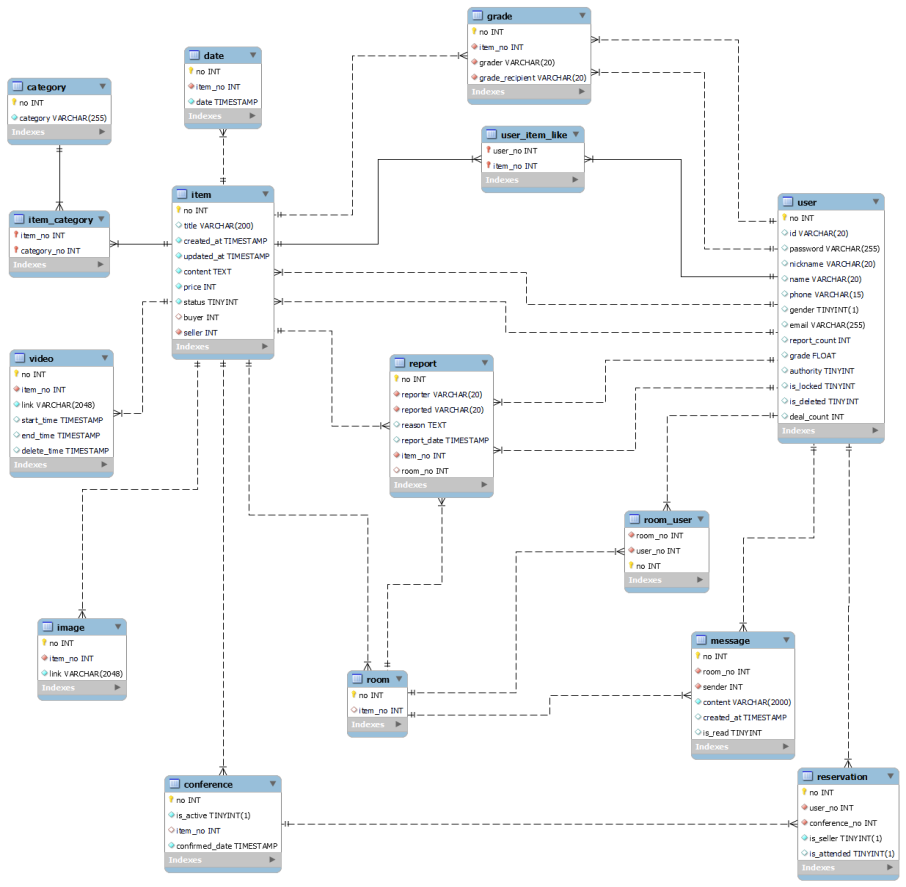 grade
no INT
item_no INT
grader VARCHAR(20)
grade_recipient VARCHAR(20)
Indexes
date
no INT
item_no INT
date TIMESTAMP
Indexes
category
no INT
category VARCHAR(255)
Indexes
user_item_like
user_no INT
item_no INT
Indexes
item
no INT
title VARCHAR(200)
created_at TIMESTAMP
updated_at TIMESTAMP
content TEXT
price INT
status TINYINT
buyer INT
seller INT
Indexes
user
no INT
id VARCHAR(20)
password VARCHAR(255)
nickname VARCHAR(20)
name VARCHAR(20)
phone VARCHAR(15)
gender TINYINT(1)
email VARCHAR(255)
report_count INT
grade FLOAT
authority TINYINT
is_locked TINYINT
is_deleted TINYINT
deal_count INT
Indexes
item_category
item_no INT
category_no INT
Indexes
video
no INT
item_no INT
link VARCHAR(2048)
start_time TIMESTAMP
end_time TIMESTAMP
delete_time TIMESTAMP
Indexes
report
no INT
reporter VARCHAR(20)
reported VARCHAR(20)
reason TEXT
report_date TIMESTAMP
item_no INT
room_no INT
Indexes
room_user
room_no INT
user_no INT
no INT
Indexes
image
no INT
item_no INT
link VARCHAR(2048)
Indexes
room
no INT
item_no INT
Indexes
message
no INT
room_no INT
sender INT
content VARCHAR(2000)
created_at TIMESTAMP
is_read TINYINT
Indexes
conference
no INT
is_active TINYINT(1)
item_no INT
confirmed_date TIMESTAMP
Indexes
reservation
no INT
user_no INT
conference_no INT
is_seller TINYINT(1)
is_attended TINYINT(1)
Indexes